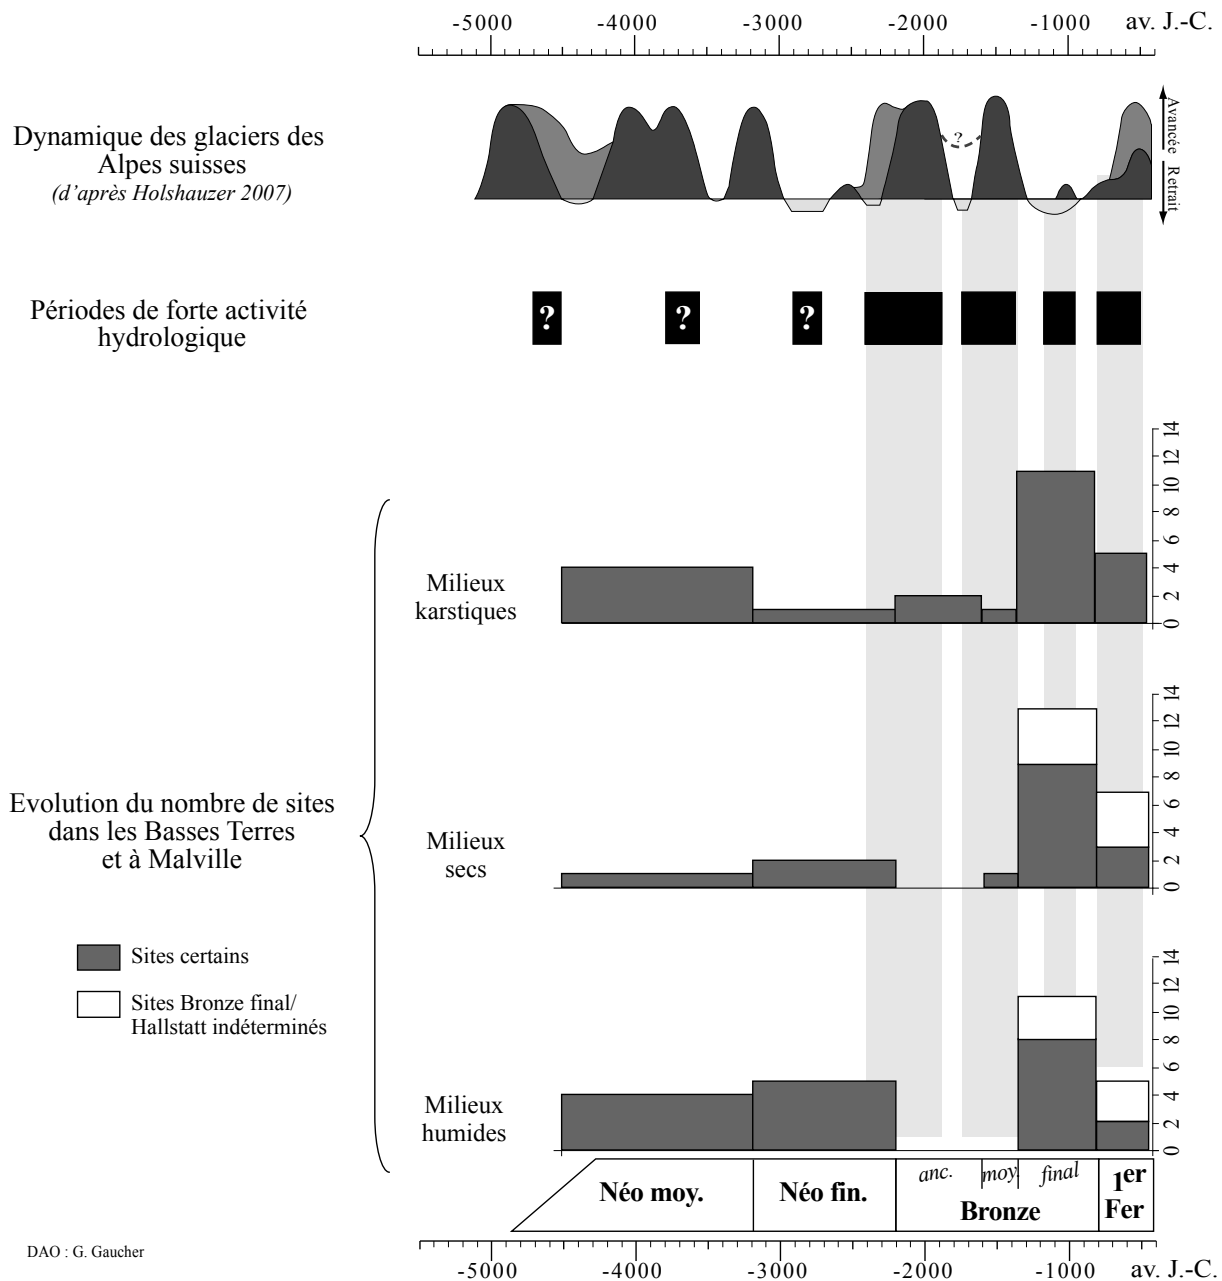 -5000 -4000 -3000 -2000 -1000 av. J.-C.
Dynamique des glaciers des
Alpes suisses
(d'après Holshauzer 2007)
?
Avancée
Retrait
Périodes de forte activité
hydrologique
? ? ?
14
12
10
8
6
4
2
0
Milieux
karstiques
14
12
10
8
6
4
2
0
Milieux
secs
Evolution du nombre de sites
dans les Basses Terres
et à Malville
Sites certains
Sites Bronze final/
Hallstatt indéterminés
14
12
10
8
6
4
2
0
Milieux
humides
Néo moy. Néo fin. anc. moy. final 1er
Bronze Fer
DAO : G. Gaucher
-5000 -4000 -3000 -2000 -1000 av. J.-C.